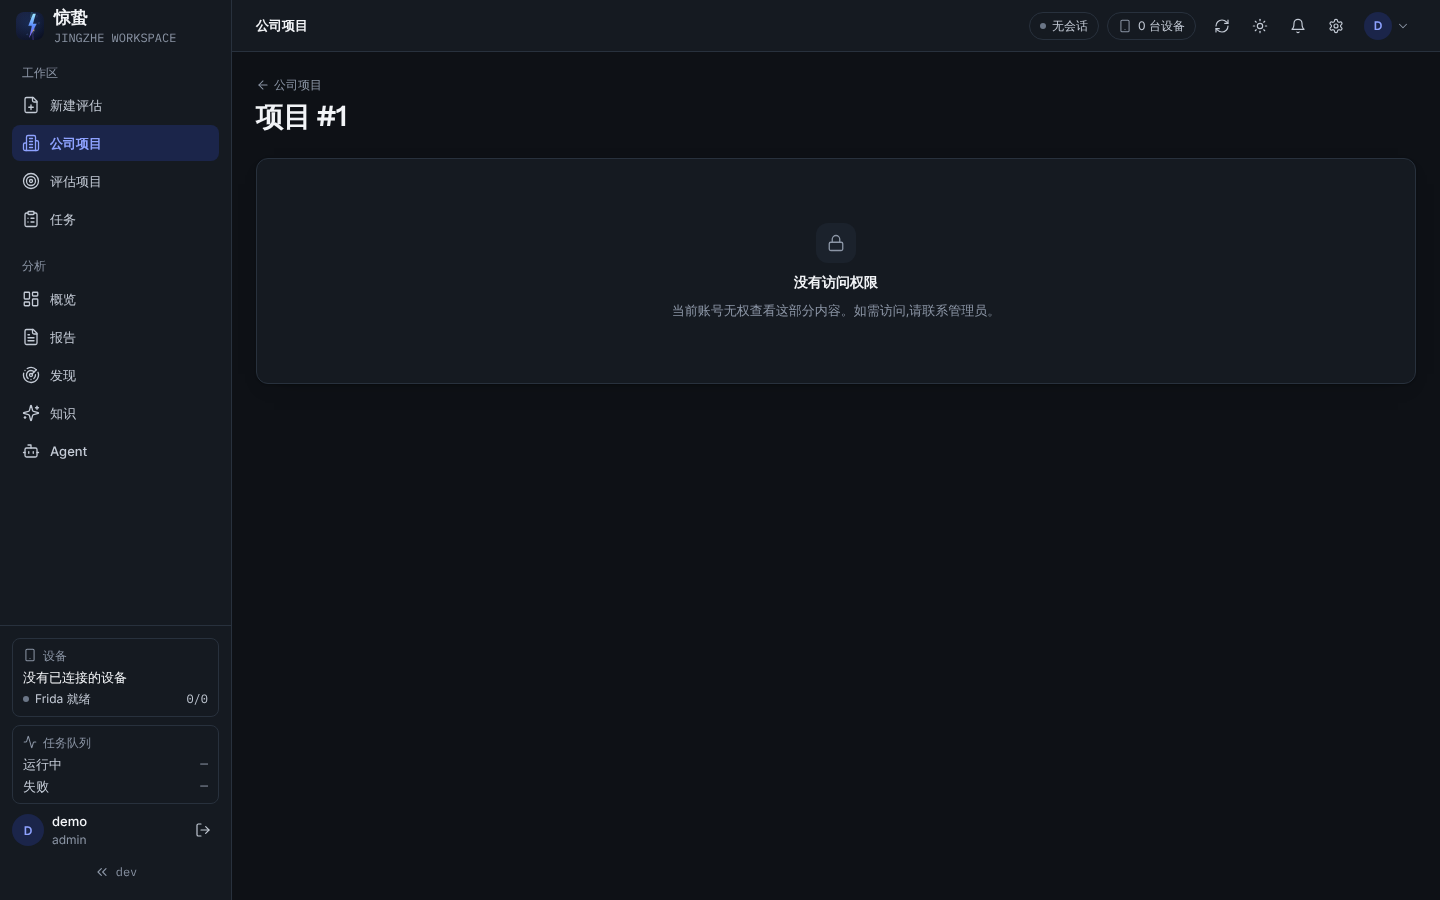 惊蛰
JINGZHE WORKSPACE
工作区
新建评估
公司项目
评估项目
任务
分析
概览
报告
发现
知识
Agent
设备
没有已连接的设备
Frida 就绪 0/0
任务队列
运行中 —
失败 —
D
demo
admin
dev
公司项目
无会话
0 台设备
D
公司项目
项目 #1
没有访问权限
当前账号无权查看这部分内容。如需访问,请联系管理员。